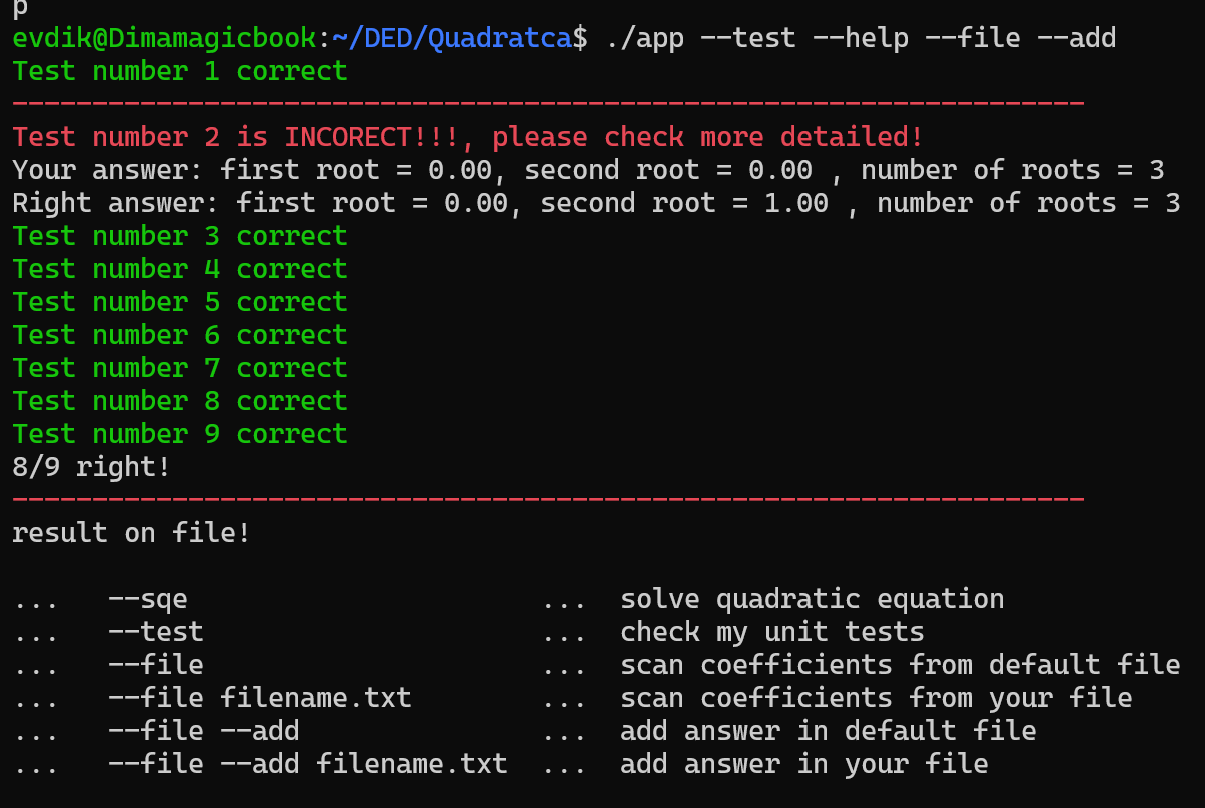 p
evdik@Dimamagicbook:~/DED/Quadratca$ ./app --test --help --file --add
Test number 1 correct
-------------------------------------------------------------------
Test number 2 is INCORECT!!!, please check more detailed!
Your answer: first root = 0.00, second root = 0.00 , number of roots = 3
Right answer: first root = 0.00, second root = 1.00 , number of roots = 3
Test number 3 correct
Test number 4 correct
Test number 5 correct
Test number 6 correct
Test number 7 correct
Test number 8 correct
Test number 9 correct
8/9 right!
-------------------------------------------------------------------
result on file!
... --sqe ... solve quadratic equation
... --test ... check my unit tests
... --file ... scan coefficients from default file
... --file filename.txt ... scan coefficients from your file
... --file --add ... add answer in default file
... --file --add filename.txt ... add answer in your file